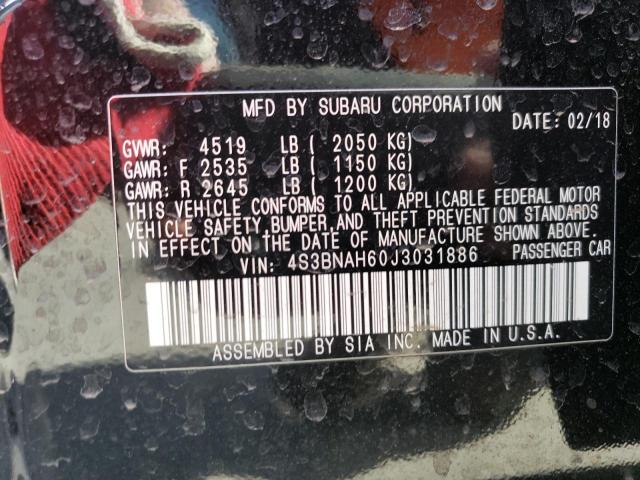 MFD BY SUBARU CORPORATION
DATE: 02/18
GVWR: 4519 LB ( 2050 KG)
GAWR: F 2535 LB ( 1150 KG)
GAWR: R 2645 LB ( 1200 KG)
THIS VEHICLE CONFORMS TO ALL APPLICABLE FEDERAL MOTOR
VEHICLE SAFETY, BUMPER, AND THEFT PREVENTION STANDARDS
IN EFFECT ON THE DATE OF MANUFACTURE SHOWN ABOVE.
VIN: 4S3BNAH60J3031886 PASSENGER CAR
ASSEMBLED BY SIA INC. MADE IN U.S.A.